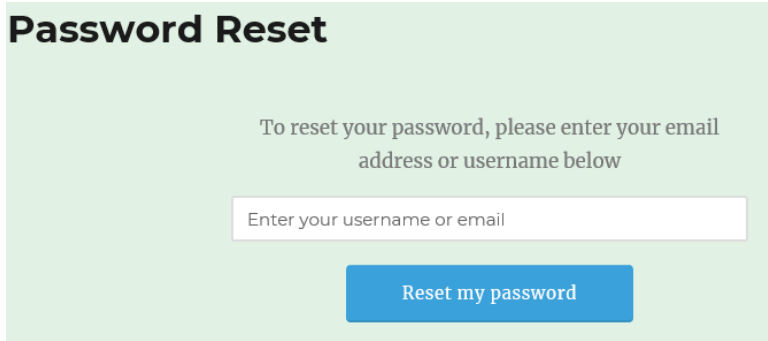 Password Reset
To reset your password, please enter your email
address or username below
Enter your username or email
Reset my password